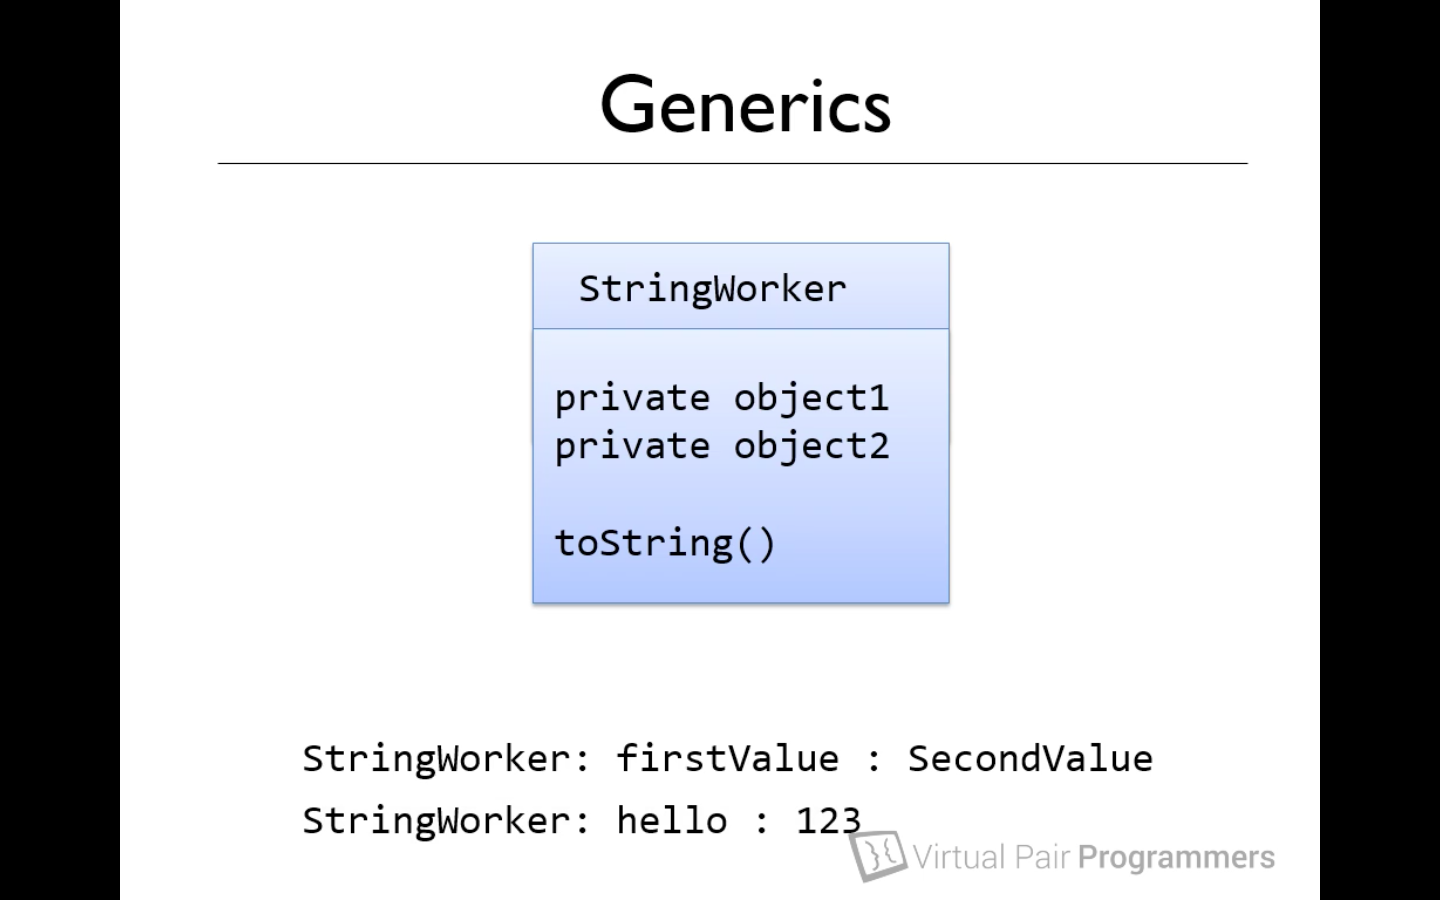 Generics
StringWorker
private object1
private object2
toString()
StringWorker: firstValue : SecondValue
StringWorker: hello : 123
Virtual Pair Programmers